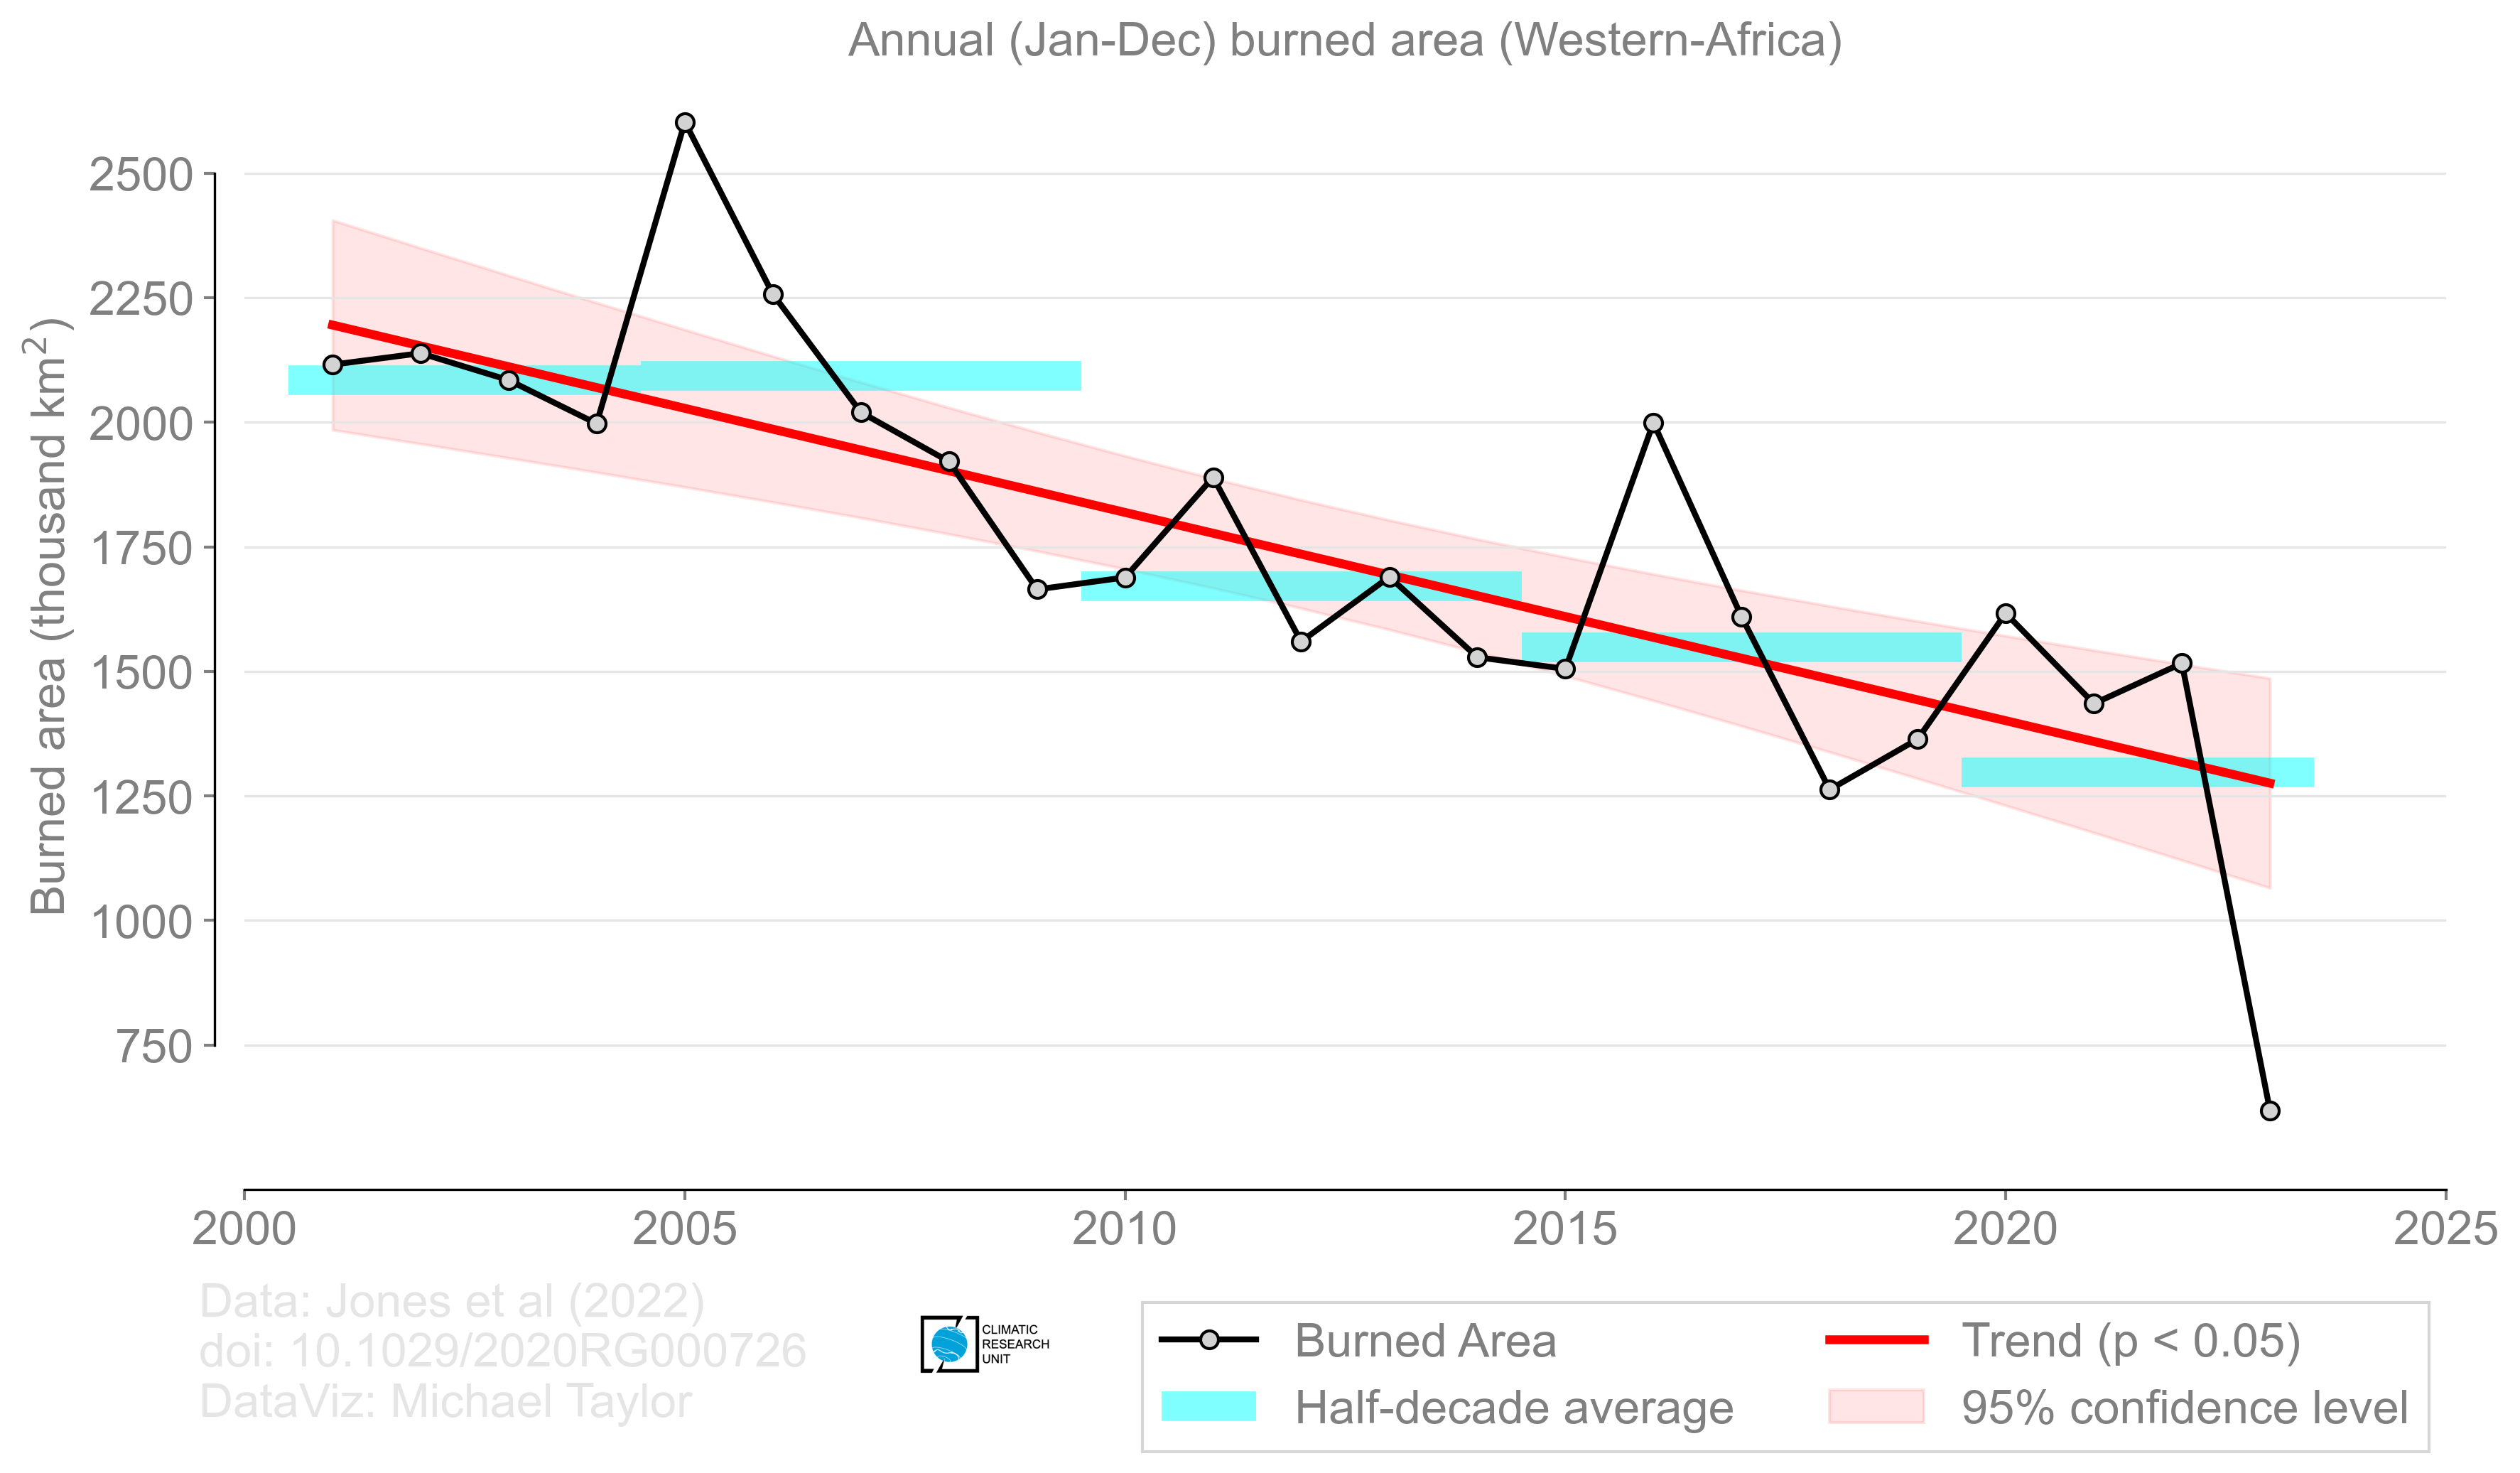 Annual (Jan-Dec) burned area (Western-Africa)
Burned area (thousand km²)
2500
2250
2000
1750
1500
1250
1000
750
2000 2005 2010 2015 2020 2025
Data: Jones et al (2022)
doi: 10.1029/2020RG000726
DataViz: Michael Taylor
CLIMATIC
RESEARCH
UNIT
Burned Area
Half-decade average
Trend (p < 0.05)
95% confidence level